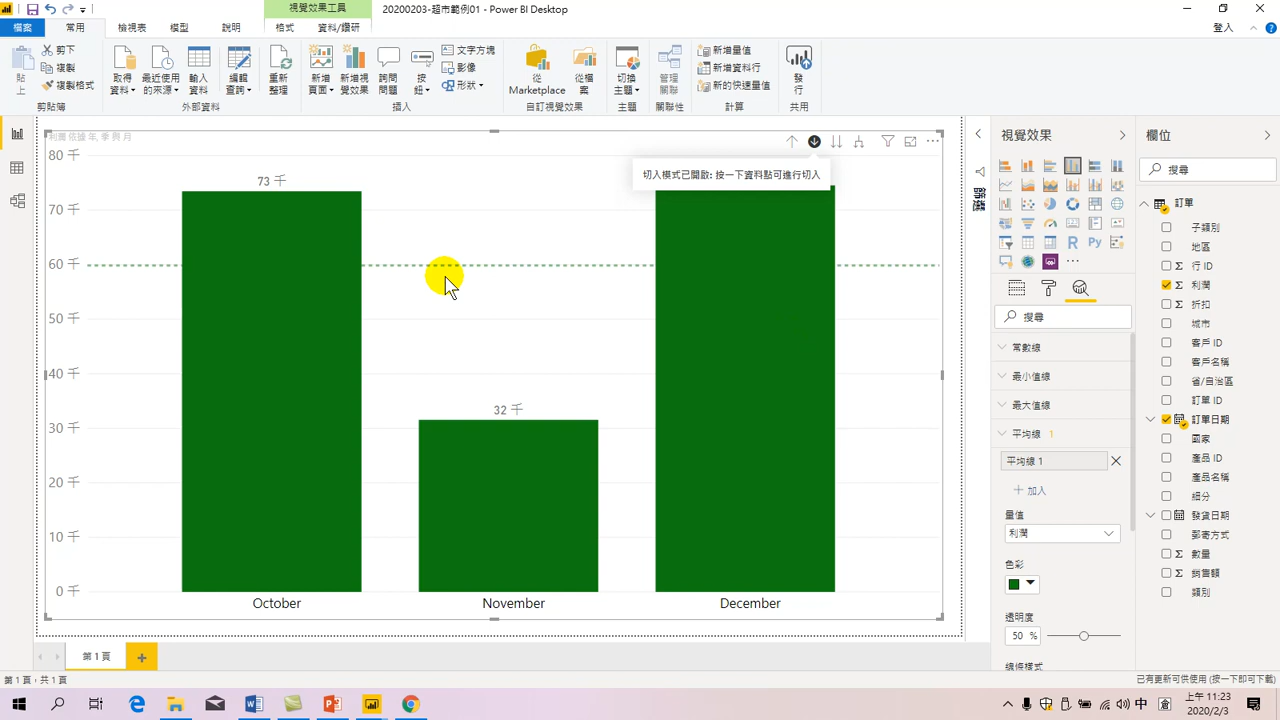 視覺效果工具
20200203-超市範例01 - Power BI Desktop
檔案
常用
檢視表
模型
說明
格式
資料/鑽研
登入
貼上
剪下
複製
複製格式
剪貼簿
取得資料
最近使用的來源
輸入資料
編輯查詢
外部資料
重新整理
新增頁面
新增視覺效果
詢問問題
按鈕
文字方塊
影像
形狀
插入
從 Marketplace
從檔案
自訂視覺效果
切換主題
主題
管理關聯
關聯性
新增量值
新增資料行
新的快速量值
計算
發行
共用
利潤 依據 年, 季 與 月
切入模式已開啟: 按一下資料點可進行切入
80 千
70 千
60 千
50 千
40 千
30 千
20 千
10 千
0 千
73 千
32 千
October
November
December
篩選
視覺效果
搜尋
常數線
最小值線
最大值線
平均線 1
平均線 1
加入
量值
利潤
色彩
透明度
50 %
線條樣式
欄位
搜尋
訂單
子類別
地區
行 ID
利潤
折扣
城市
客戶 ID
客戶名稱
省/自治區
訂單 ID
訂單日期
國家
產品 ID
產品名稱
細分
發貨日期
郵寄方式
數量
銷售額
類別
第 1 頁
第 1 頁，共 1 頁
已有更新可供使用 (按一下即可下載)
中
上午 11:23
2020/2/3